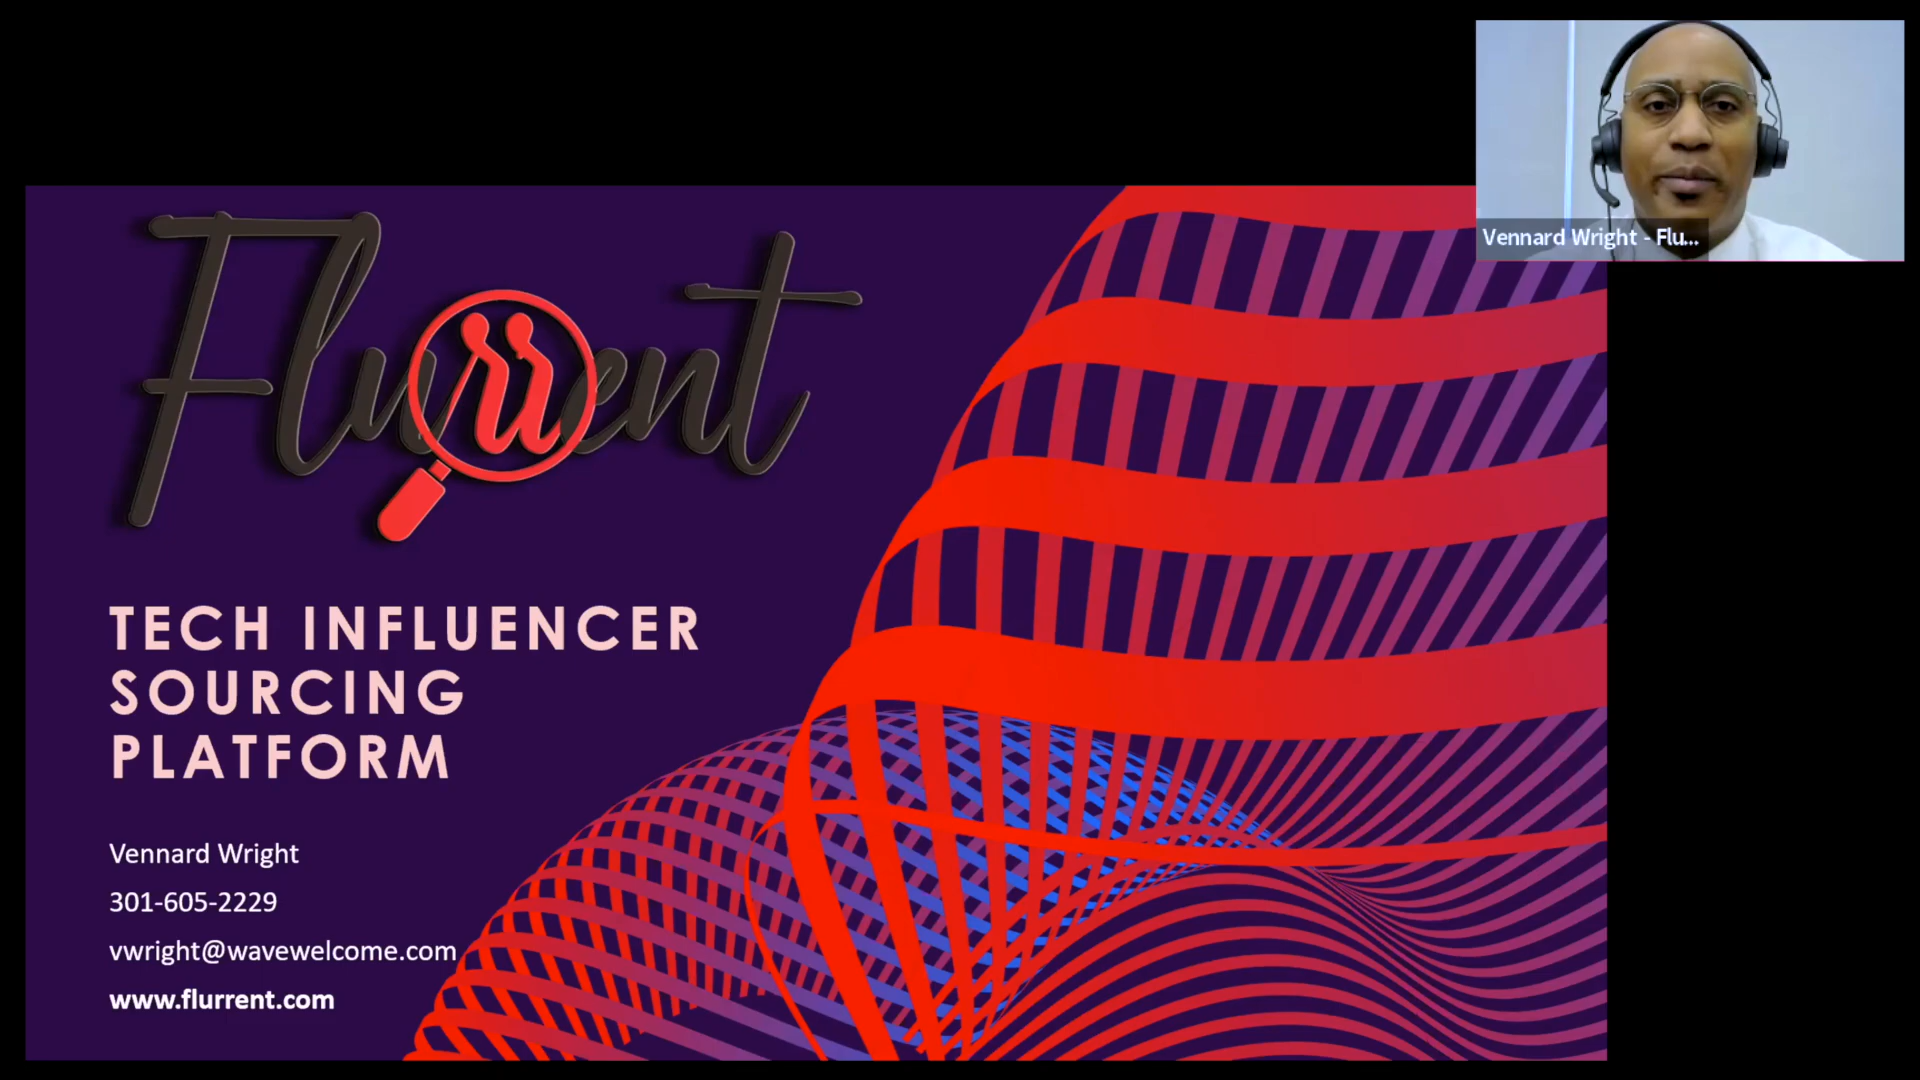 Flurrent
TECH INFLUENCER
SOURCING
PLATFORM
Vennard Wright
301-605-2229
vwright@wavewelcome.com
www.flurrent.com
Vennard Wright - Flu...